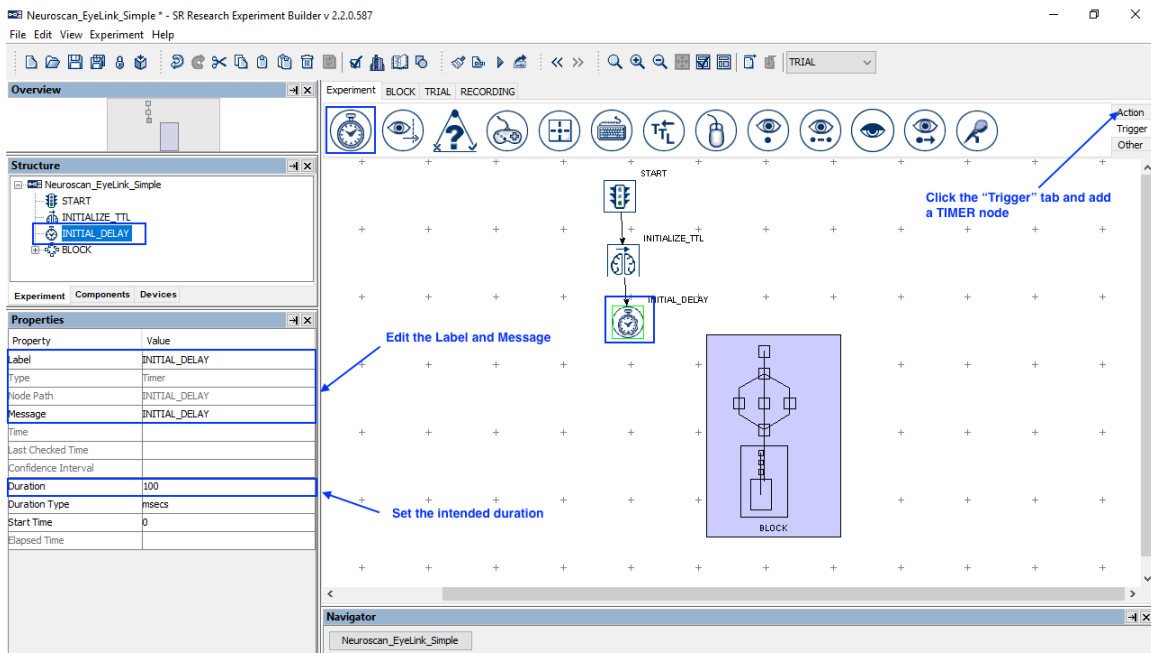 Neuroscan_EyeLink_Simple * - SR Research Experiment Builder v 2.2.0.587
File Edit View Experiment Help
TRIAL
Overview
Experiment BLOCK TRIAL RECORDING
TTL
Action
Trigger
Other
Structure
Neuroscan_EyeLink_Simple
START
INITIALIZE_TTL
INITIAL_DELAY
BLOCK
Experiment Components Devices
START
INITIALIZE_TTL
INITIAL_DELAY
Click the “Trigger” tab and add
a TIMER node
Properties
Property Value
Label INITIAL_DELAY
Type Timer
Node Path INITIAL_DELAY
Message INITIAL_DELAY
Time
Last Checked Time
Confidence Interval
Duration 100
Duration Type msecs
Start Time 0
Elapsed Time
Edit the Label and Message
Set the intended duration
BLOCK
Navigator
Neuroscan_EyeLink_Simple